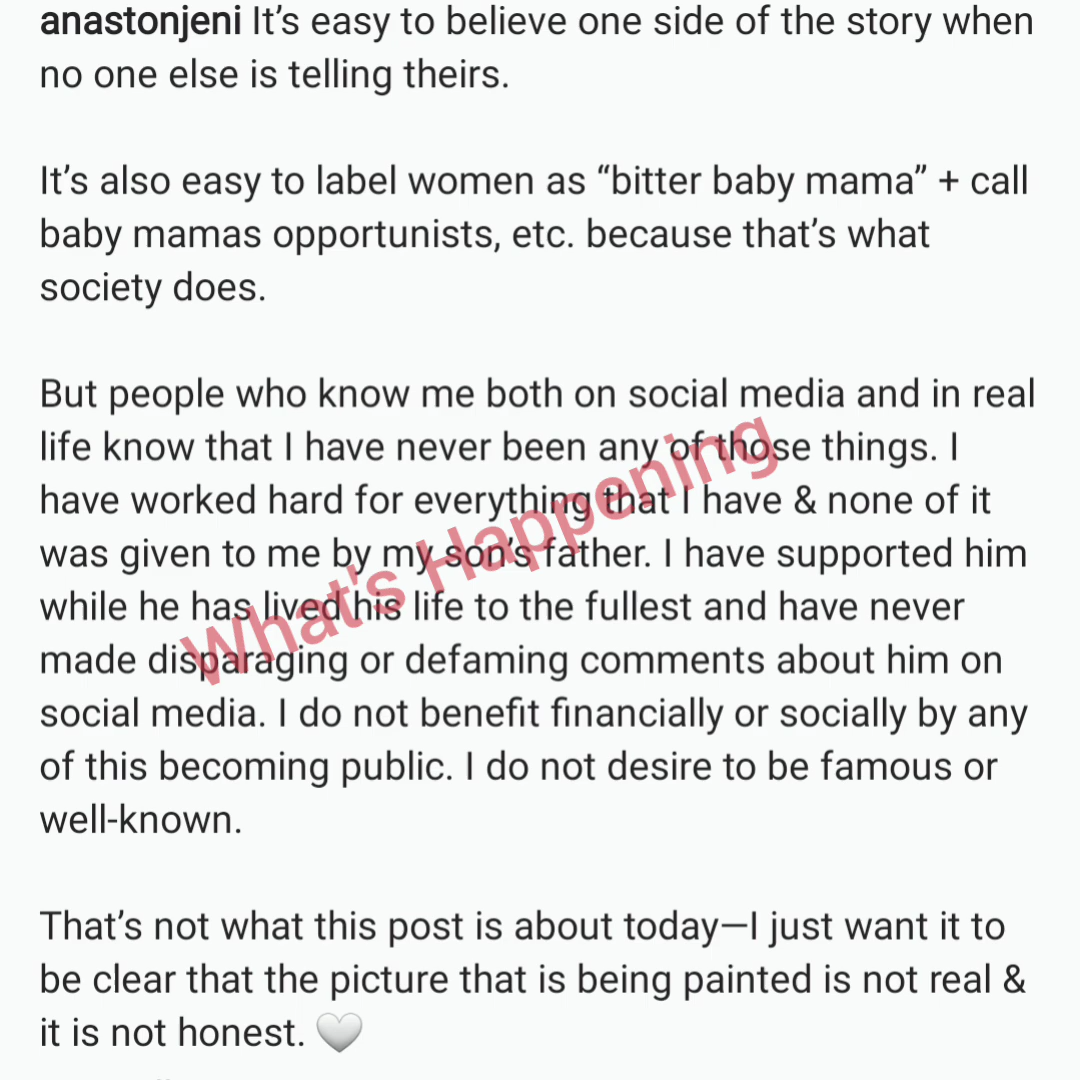 anastonjeni It’s easy to believe one side of the story when
no one else is telling theirs.
It’s also easy to label women as “bitter baby mama” + call
baby mamas opportunists, etc. because that’s what
society does.
But people who know me both on social media and in real
life know that I have never been any of those things. I
have worked hard for everything that I have & none of it
was given to me by my son’s father. I have supported him
while he has lived his life to the fullest and have never
made disparaging or defaming comments about him on
social media. I do not benefit financially or socially by any
of this becoming public. I do not desire to be famous or
well-known.
That’s not what this post is about today—I just want it to
be clear that the picture that is being painted is not real &
it is not honest. 🤍
What's Happening